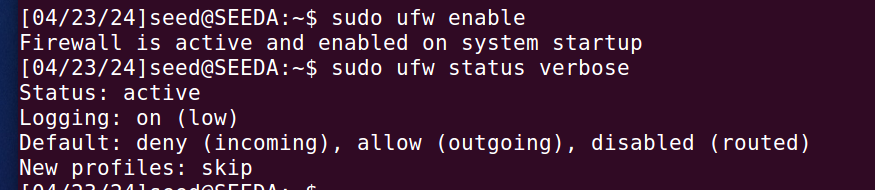 [04/23/24]seed@SEEDA:~$ sudo ufw enable
Firewall is active and enabled on system startup
[04/23/24]seed@SEEDA:~$ sudo ufw status verbose
Status: active
Logging: on (low)
Default: deny (incoming), allow (outgoing), disabled (routed)
New profiles: skip
[04/23/24]seed@SEEDA:~$